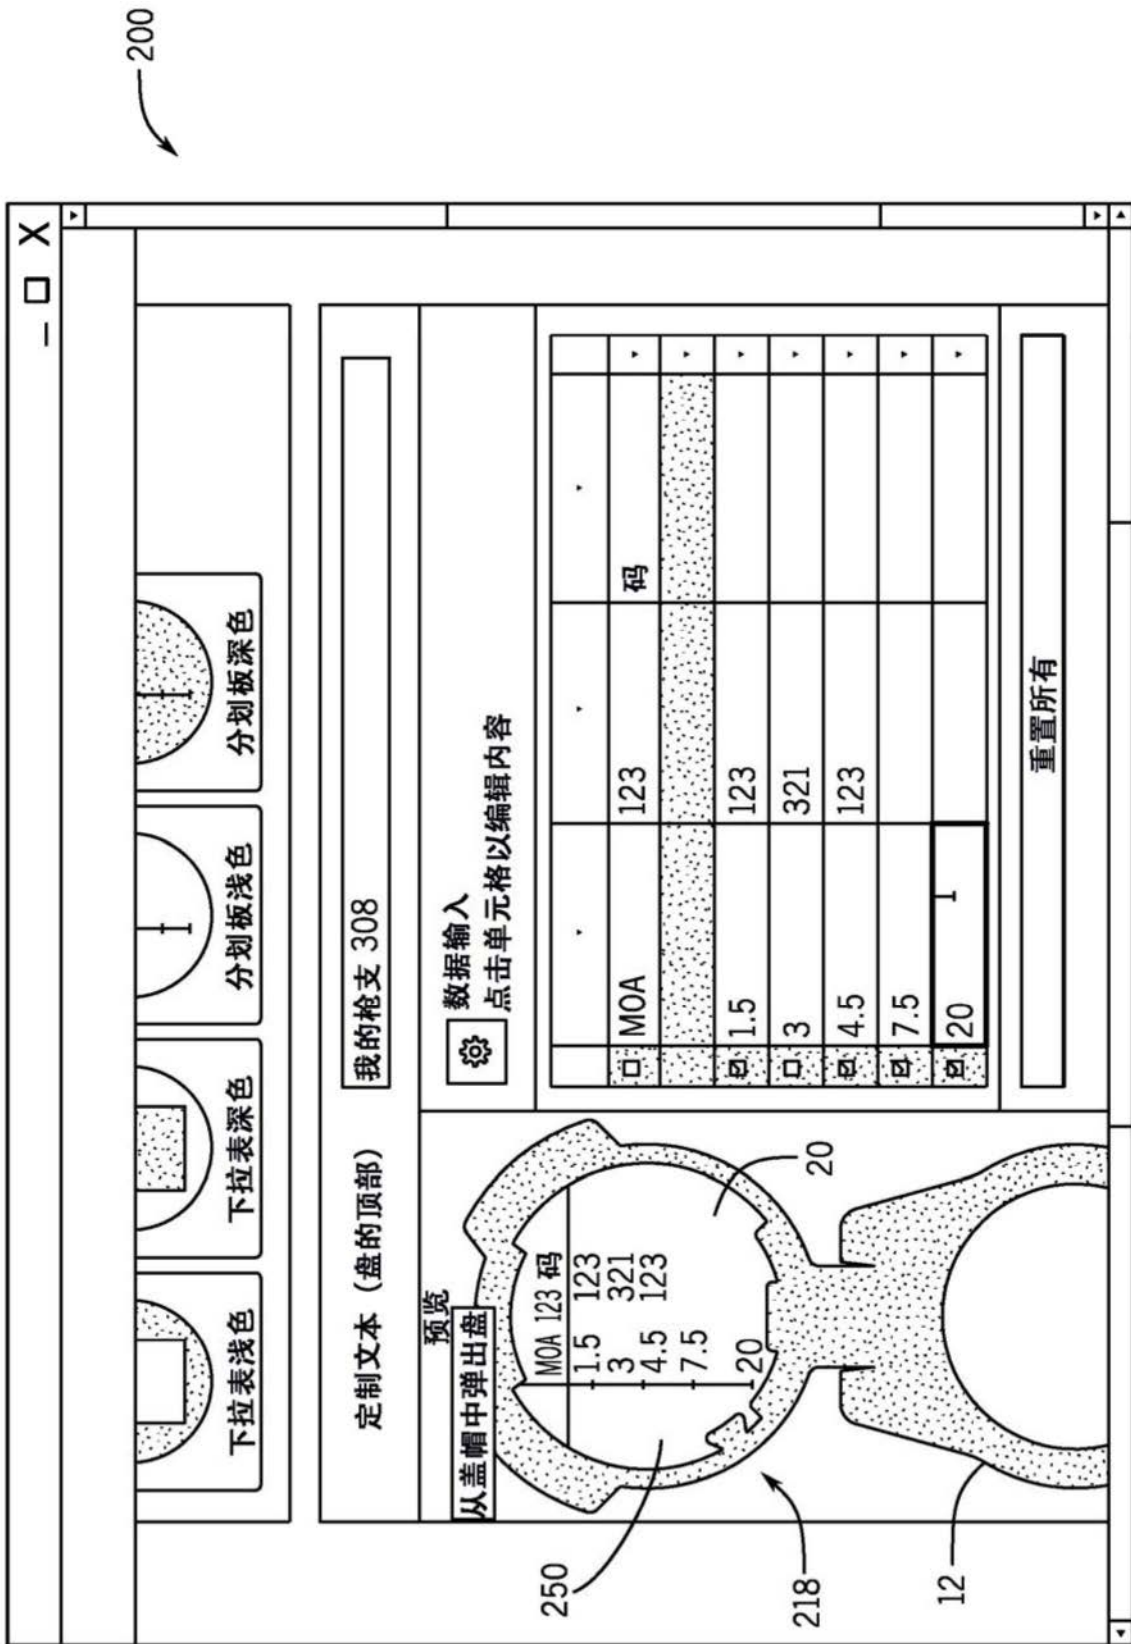 200
X
下拉表浅色
下拉表深色
分划板浅色
分划板深色
定制文本（盘的顶部）
我的枪支 308
预览
从盖帽中弹出盘
MOA 123 码
1.5 123
3 321
4.5 123
7.5
20
250
218
12
20
数据输入
点击单元格以编辑内容
MOA 123 码
1.5 123
3 321
4.5 123
7.5
20
重置所有